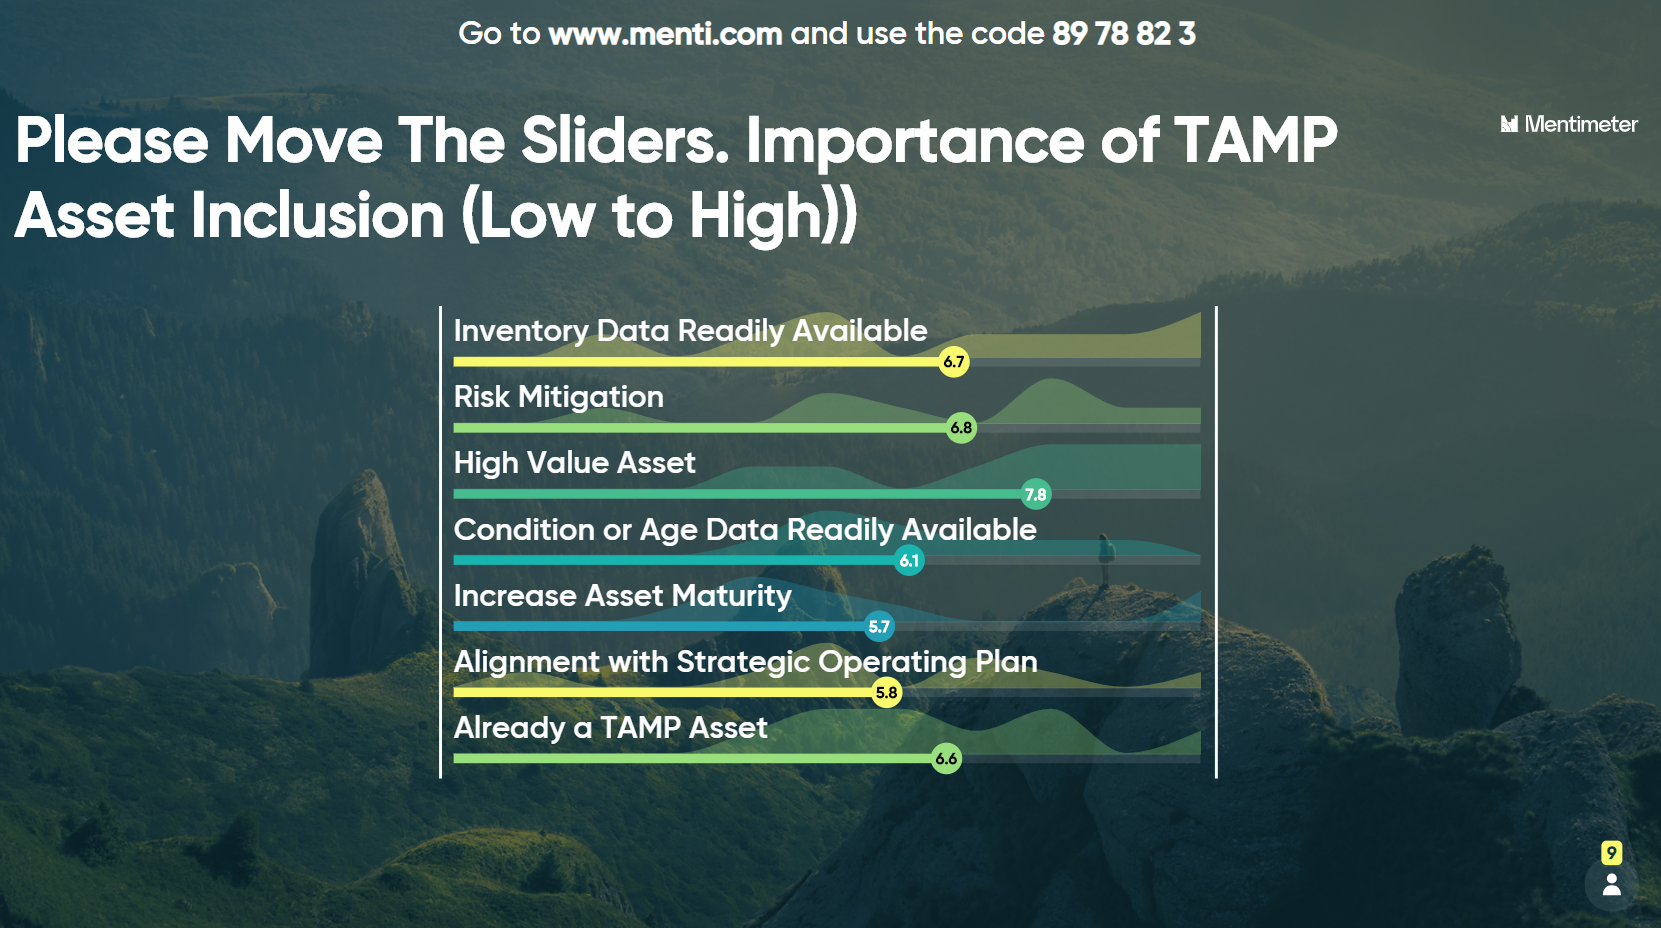 Go to www.menti.com and use the code 89 78 82 3
Please Move The Sliders. Importance of TAMP
Asset Inclusion (Low to High))
Mentimeter
Inventory Data Readily Available
6.7
Risk Mitigation
6.8
High Value Asset
7.8
Condition or Age Data Readily Available
6.1
Increase Asset Maturity
5.7
Alignment with Strategic Operating Plan
5.8
Already a TAMP Asset
6.6
9